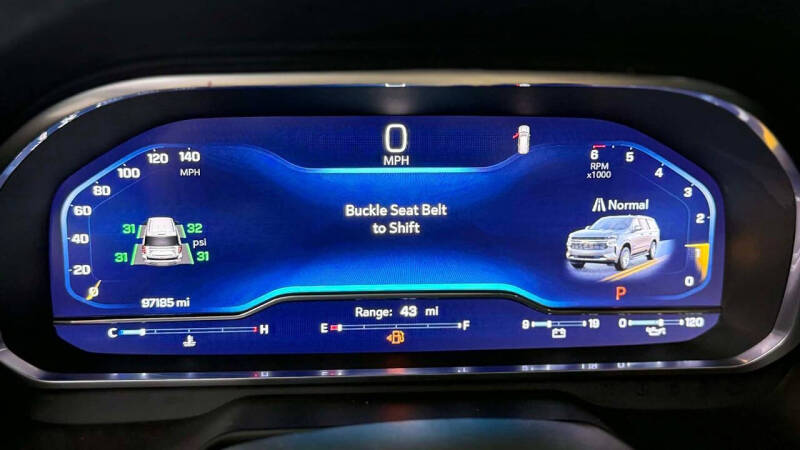 0
MPH
120 140
100
MPH
80
60
40
20
0
31 32
psi
31 31
97185 mi
Buckle Seat Belt
to Shift
6 5
RPM
x1000
4
3
2
0
Normal
P
Range: 43 mi
C H
E F
9 19
0 120